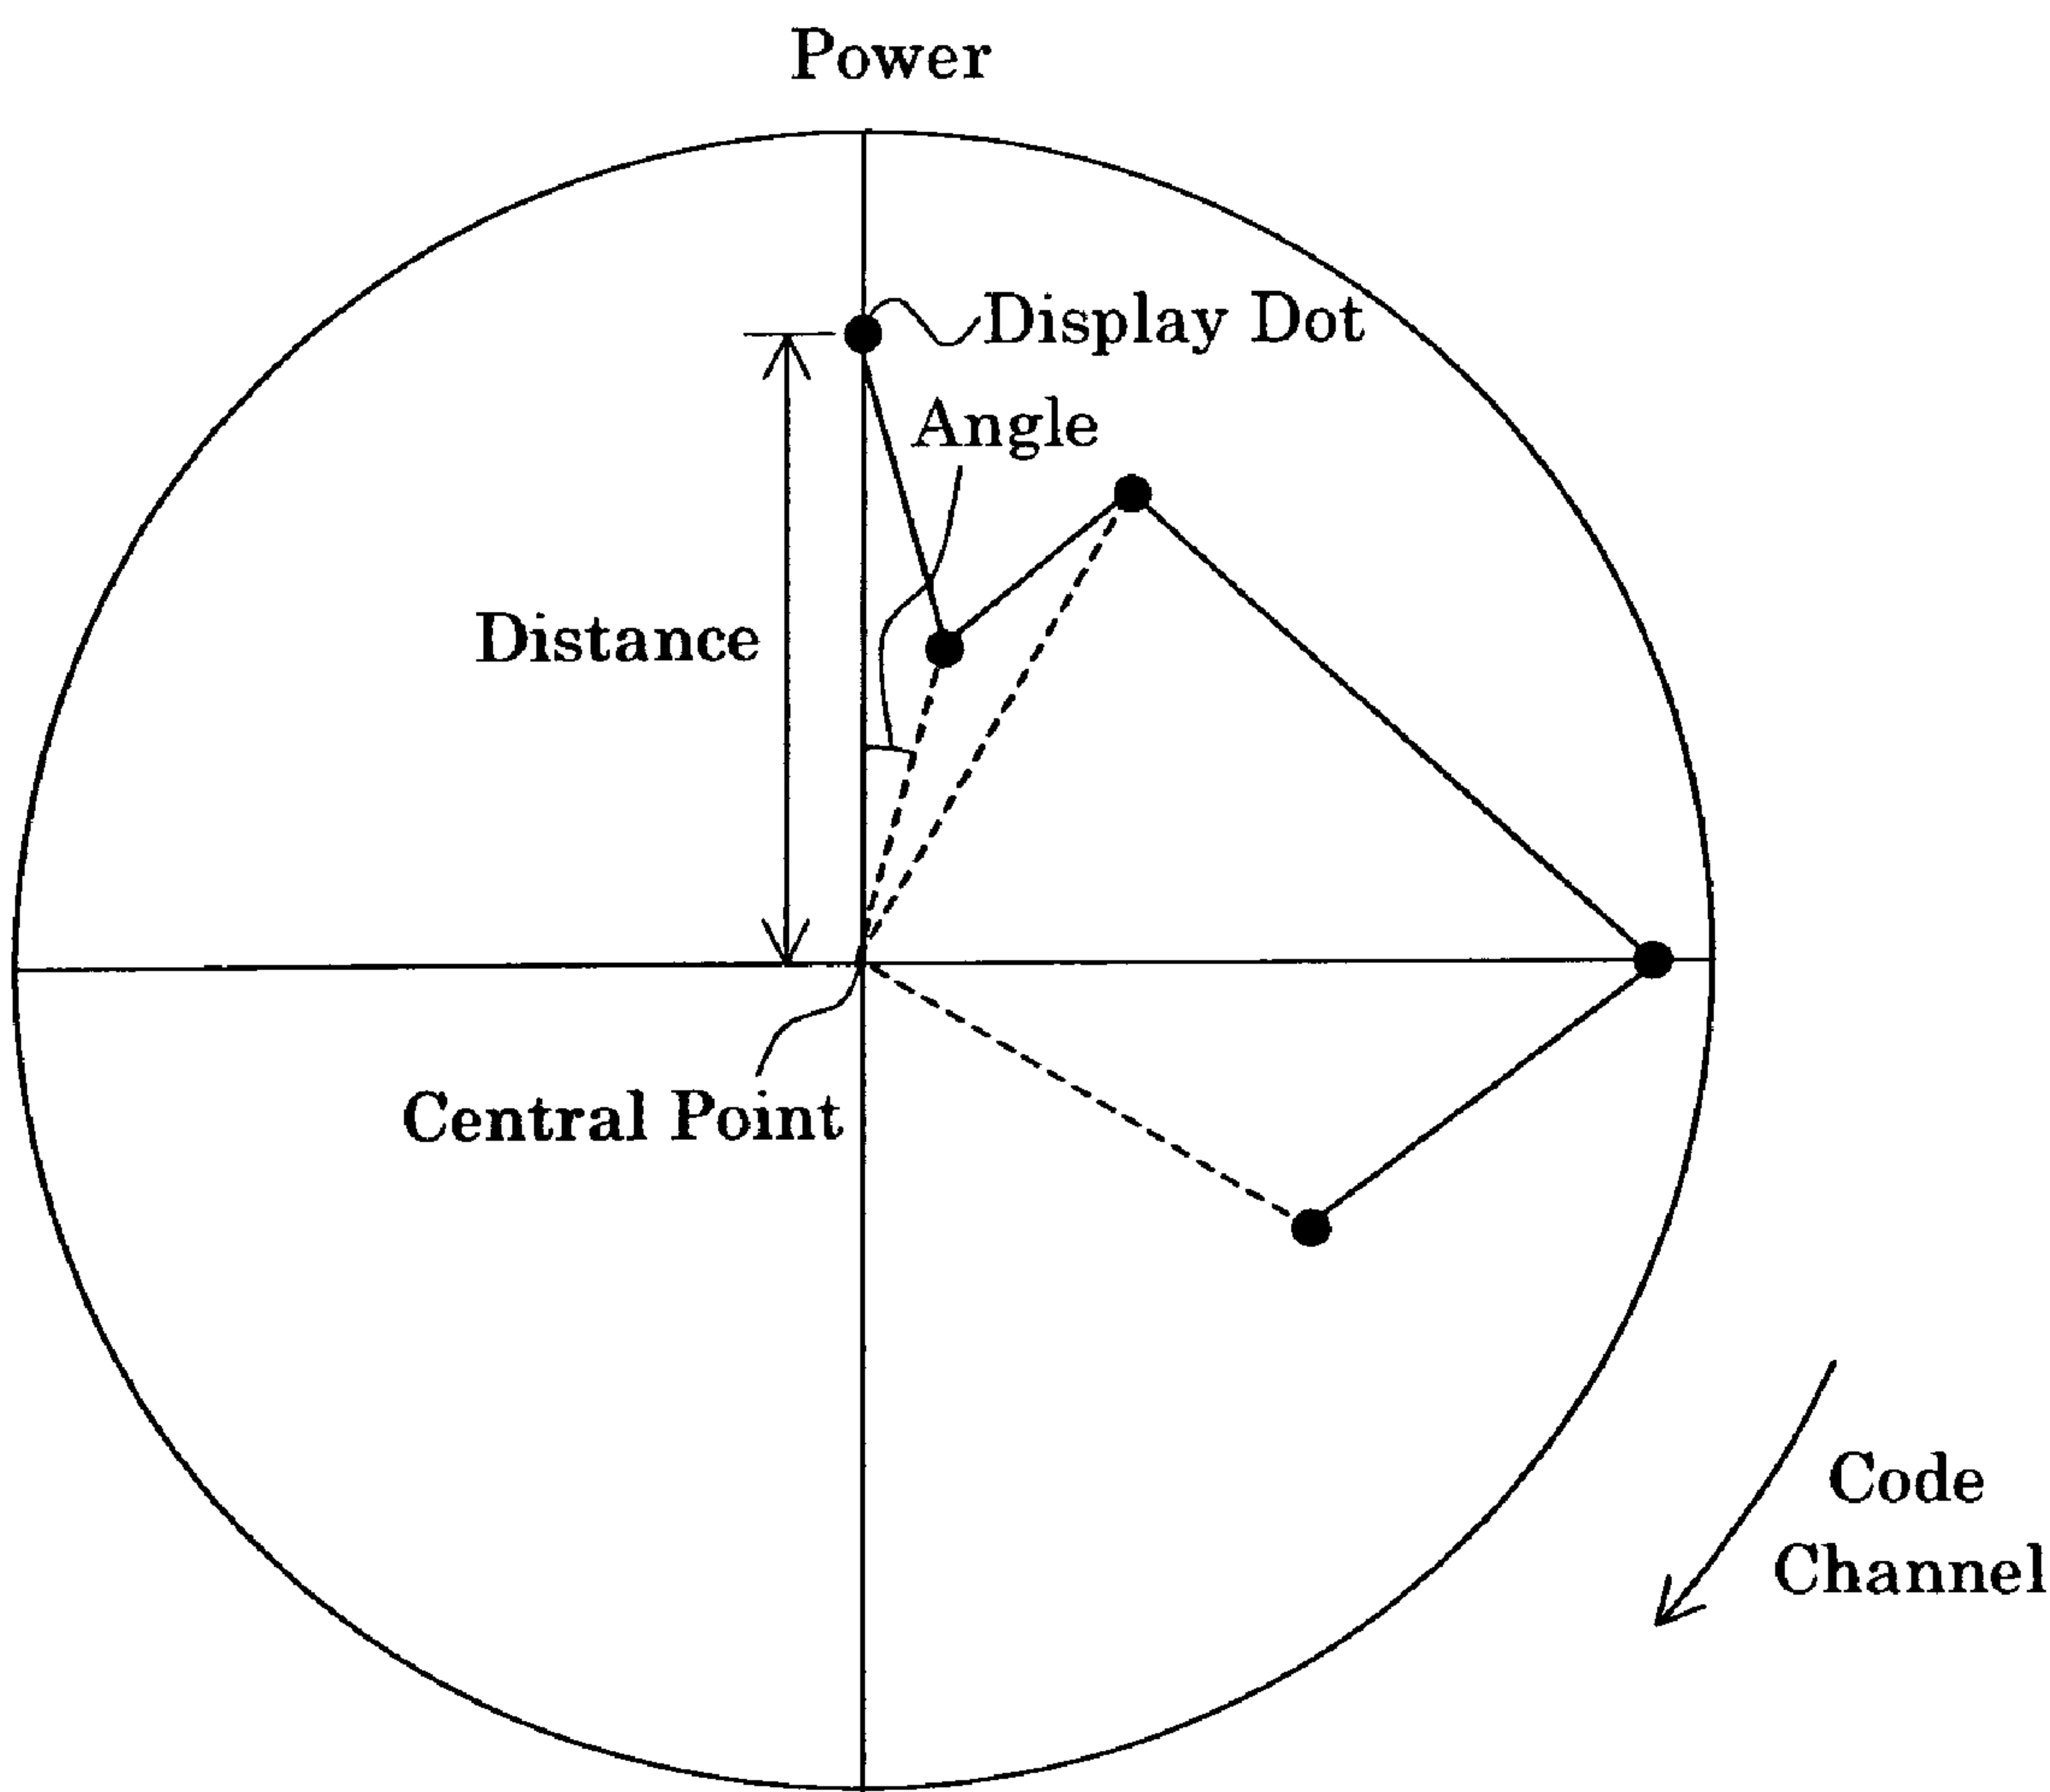 Power
Display Dot
Angle
Distance
Central Point
Code
Channel